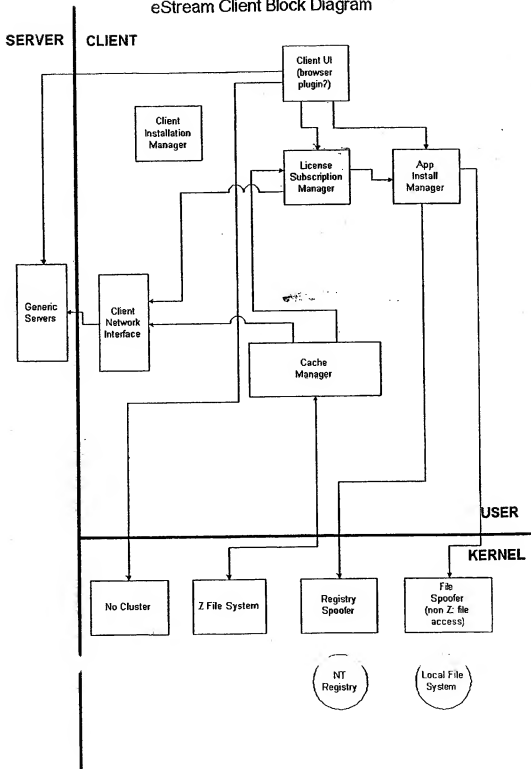 eStream Client Block Diagram
SERVER
CLIENT
Client UI
(browser
plugin?)
Client
Installation
Manager
License
Subscription
Manager
App
Install
Manager
Generic
Servers
Client
Network
Interface
Cache
Manager
USER
KERNEL
No Cluster
Z File System
Registry
Spoofer
File
Spoofer
(non Z: file
access)
NT
Registry
Local File
System